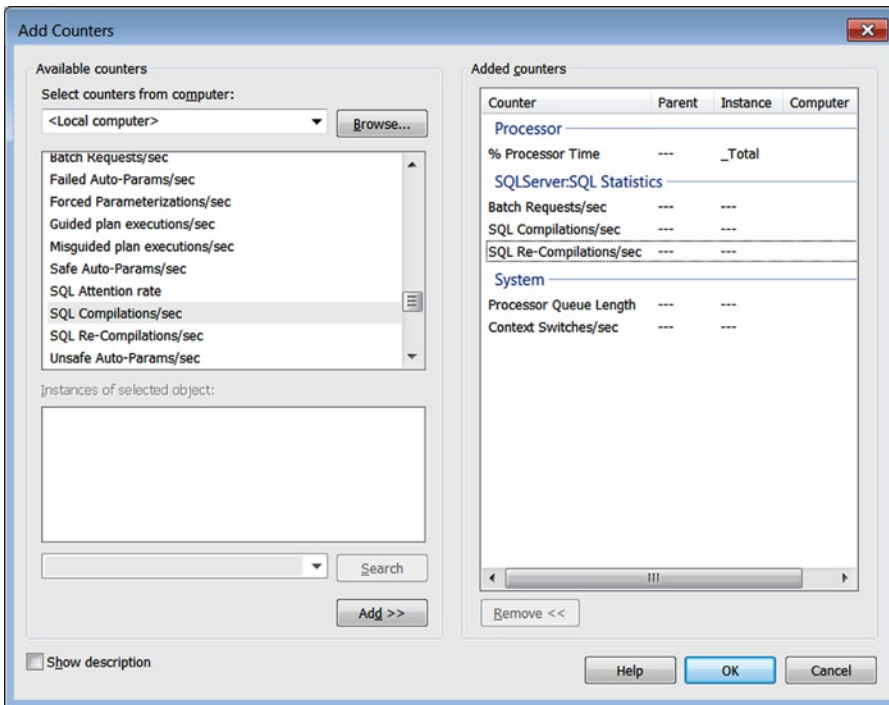 Add Counters
Available counters
Select counters from computer:
<Local computer>
Browse...
Batch Requests/sec
Failed Auto-Params/sec
Forced Parameterizations/sec
Guided plan executions/sec
Misguided plan executions/sec
Safe Auto-Params/sec
SQL Attention rate
SQL Compilations/sec
SQL Re-Compilations/sec
Unsafe Auto-Params/sec
Instances of selected object:
Search
Add >>
Show description
Added counters
Counter Parent Instance Computer
Processor
% Processor Time --- _Total
SQLServer:SQL Statistics
Batch Requests/sec --- ---
SQL Compilations/sec --- ---
SQL Re-Compilations/sec --- ---
System
Processor Queue Length --- ---
Context Switches/sec --- ---
Remove <<
Help OK Cancel